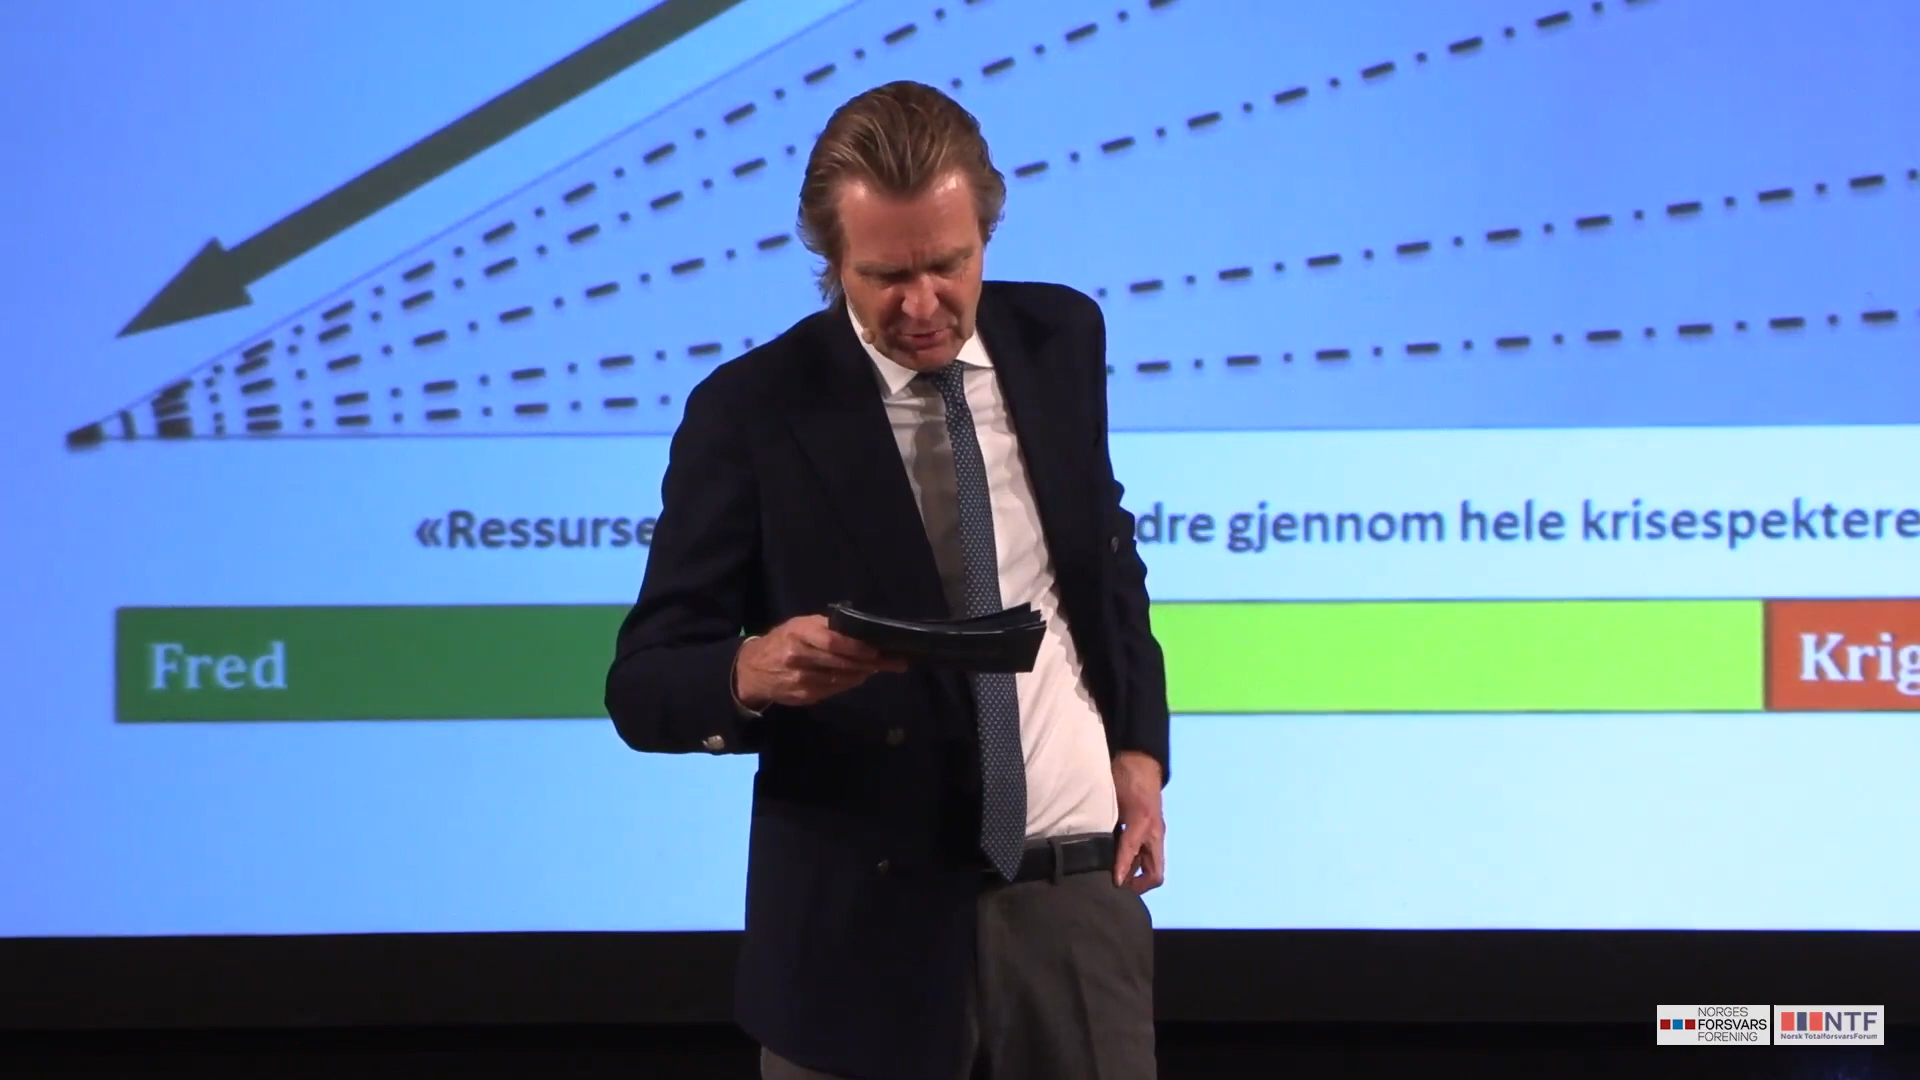 «Ressurse
dre gjennom hele krisespektere
Fred
Krig
NORGES
FORSVARS
FORENING
NTF
Norsk TotalforsvarsForum